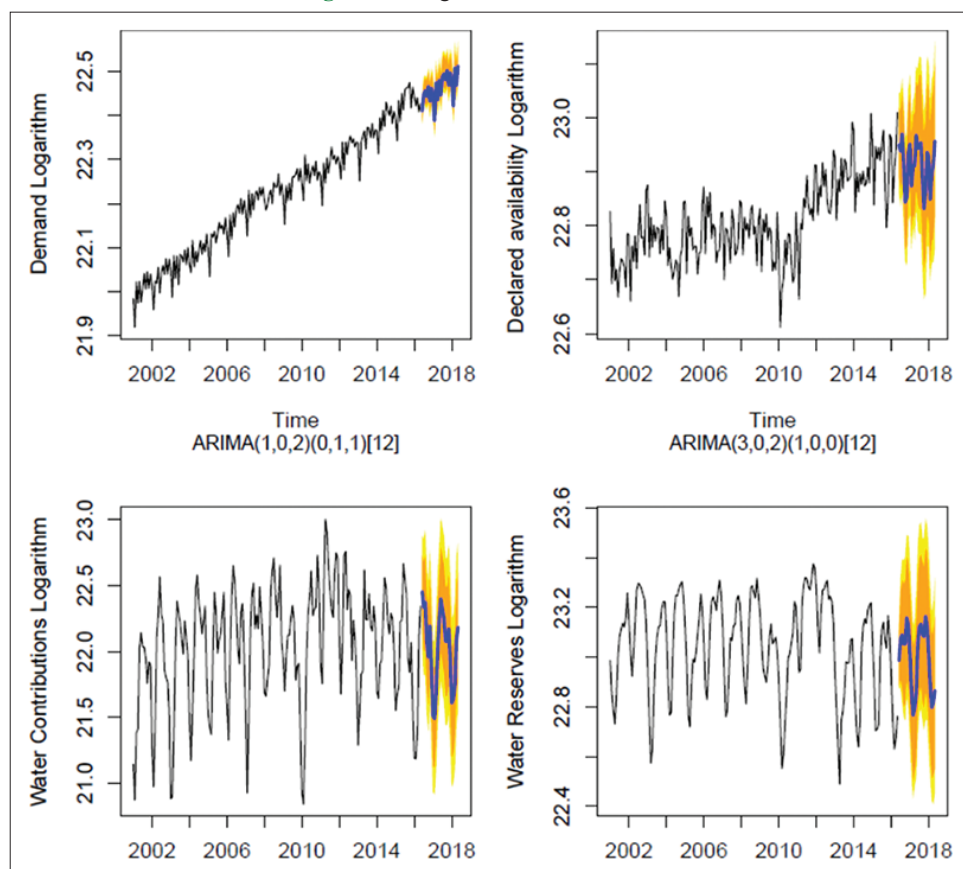 Demand Logarithm
21.9 22.1 22.3 22.5
2002 2006 2010 2014 2018
Time
ARIMA(1,0,2)(0,1,1)[12]
Declared availability Logarithm
22.6 22.8 23.0
2002 2006 2010 2014 2018
Time
ARIMA(3,0,2)(1,0,0)[12]
Water Contributions Logarithm
21.0 21.5 22.0 22.5 23.0
2002 2006 2010 2014 2018
Water Reserves Logarithm
22.4 22.8 23.2 23.6
2002 2006 2010 2014 2018